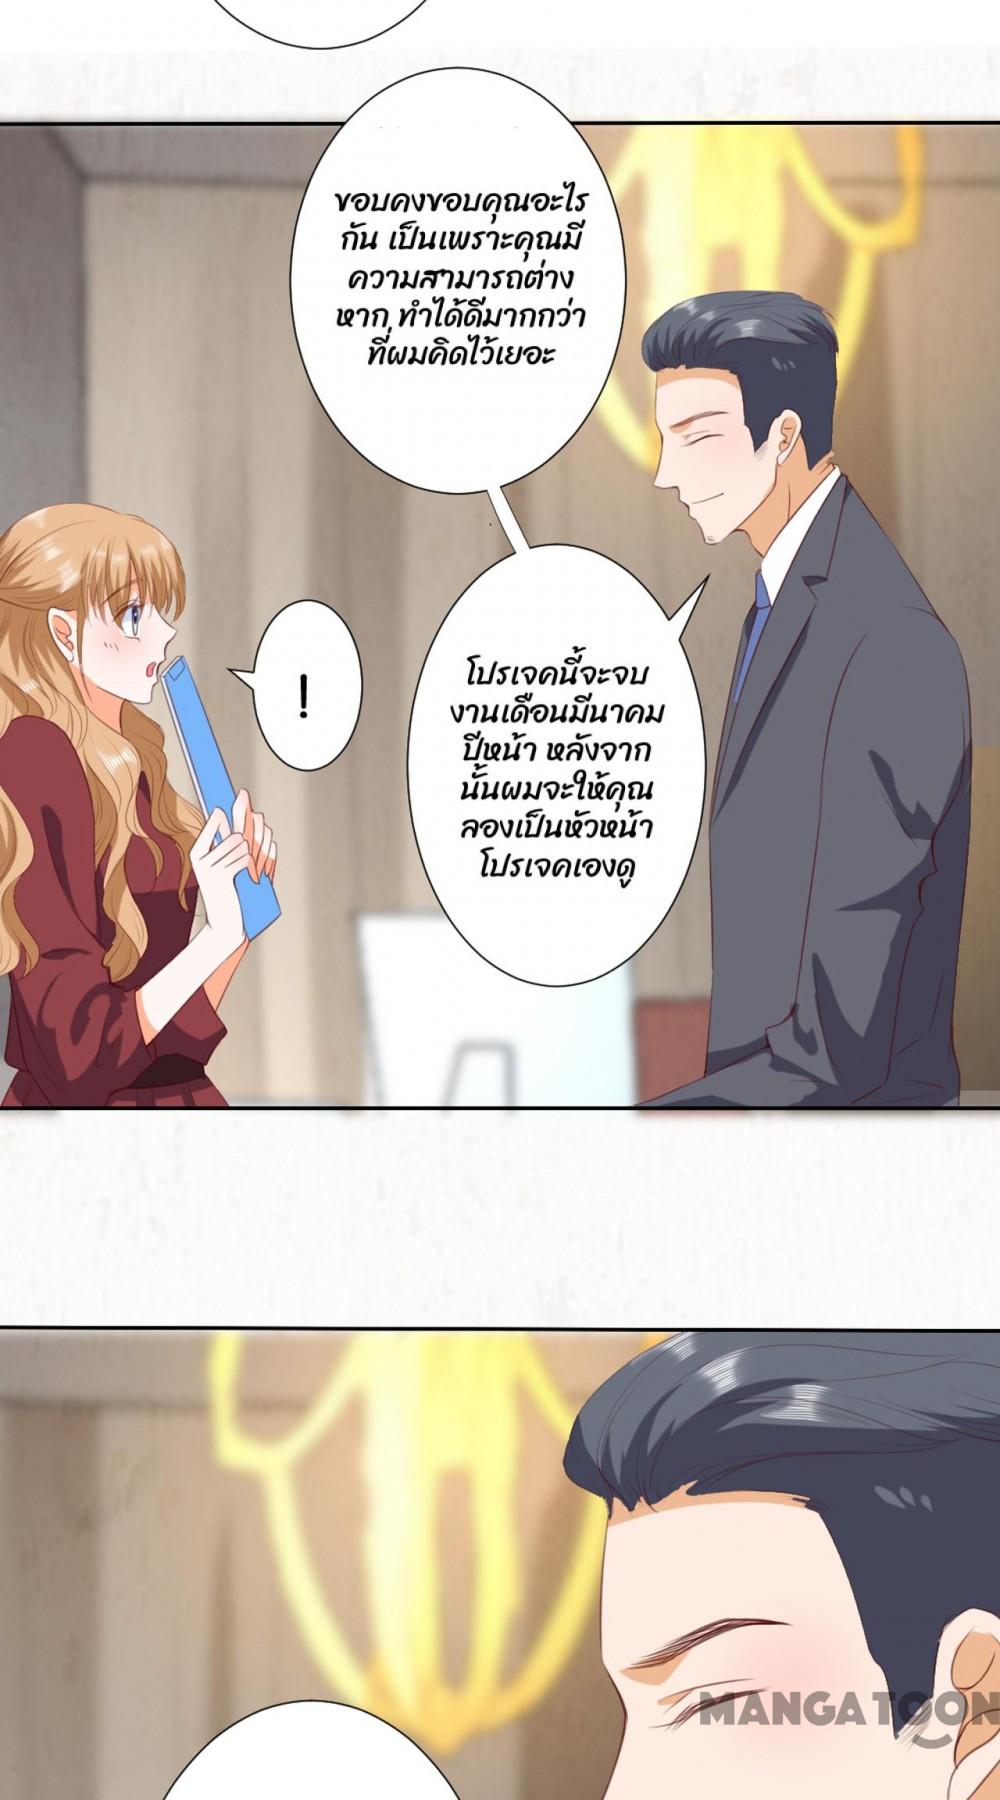 ขอบคงขอบคุณอะไร
กัน เป็นเพราะคุณมี
ความสามารถต่าง
หาก ทำได้ดีมากกว่า
ที่ผมคิดไว้เยอะ
!
โปรเจคนี้จะจบ
งานเดือนมีนาคม
ปีหน้า หลังจาก
นั้นผมจะให้คุณ
ลองเป็นหัวหน้า
โปรเจคเองดู
MANGATOON